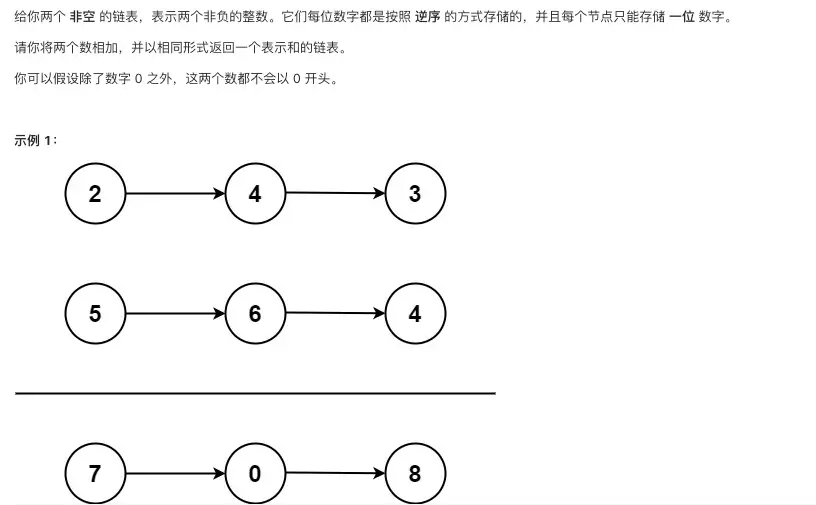 给你两个 非空 的链表，表示两个非负的整数。它们每位数字都是按照 逆序 的方式存储的，并且每个节点只能存储 一位 数字。
请你将两个数相加，并以相同形式返回一个表示和的链表。
你可以假设除了数字 0 之外，这两个数都不会以 0 开头。
示例 1：
2 4 3
5 6 4
7 0 8